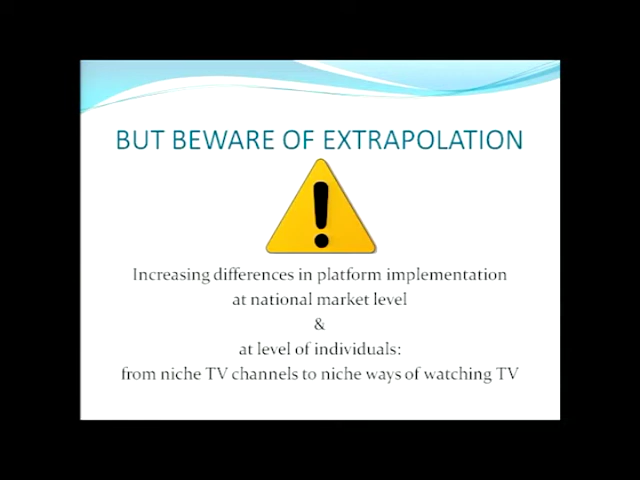 BUT BEWARE OF EXTRAPOLATION
Increasing differences in platform implementation
at national market level
&
at level of individuals:
from niche TV channels to niche ways of watching TV